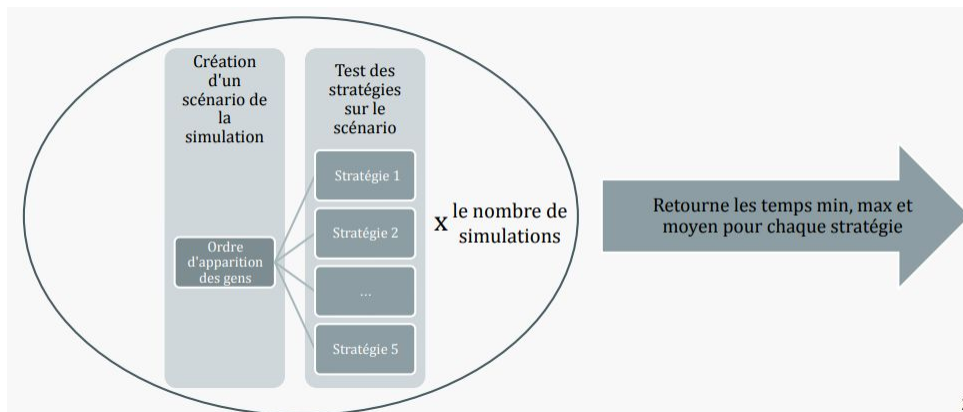 Création
d'un
scénario de
la
simulation
Ordre
d'apparition
des gens
Test des
stratégies
sur le
scénario
Stratégie 1
Stratégie 2
...
Stratégie 5
x le nombre de
simulations
Retourne les temps min, max et
moyen pour chaque stratégie